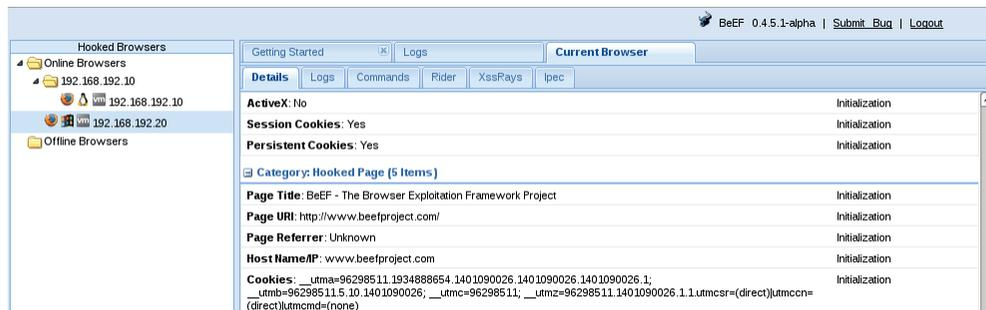 BeEF 0.4.5.1-alpha | Submit Bug | Logout
Hooked Browsers
Online Browsers
192.168.192.10
192.168.192.10
192.168.192.20
Offline Browsers
Getting Started
Logs
Current Browser
Details
Logs
Commands
Rider
XssRays
Ipec
ActiveX: No Initialization
Session Cookies: Yes Initialization
Persistent Cookies: Yes Initialization
Category: Hooked Page (5 Items)
Page Title: BeEF - The Browser Exploitation Framework Project Initialization
Page URI: http://www.beefproject.com/ Initialization
Page Referrer: Unknown Initialization
Host Name/IP: www.beefproject.com Initialization
Cookies: __utma=96298511.1934888654.1401090026.1401090026.1401090026.1; Initialization
__utmb=96298511.5.10.1401090026; __utmc=96298511; __utmz=96298511.1401090026.1.1.utmcsr=(direct)|utmccn=
(direct)|utmcmd=(none)